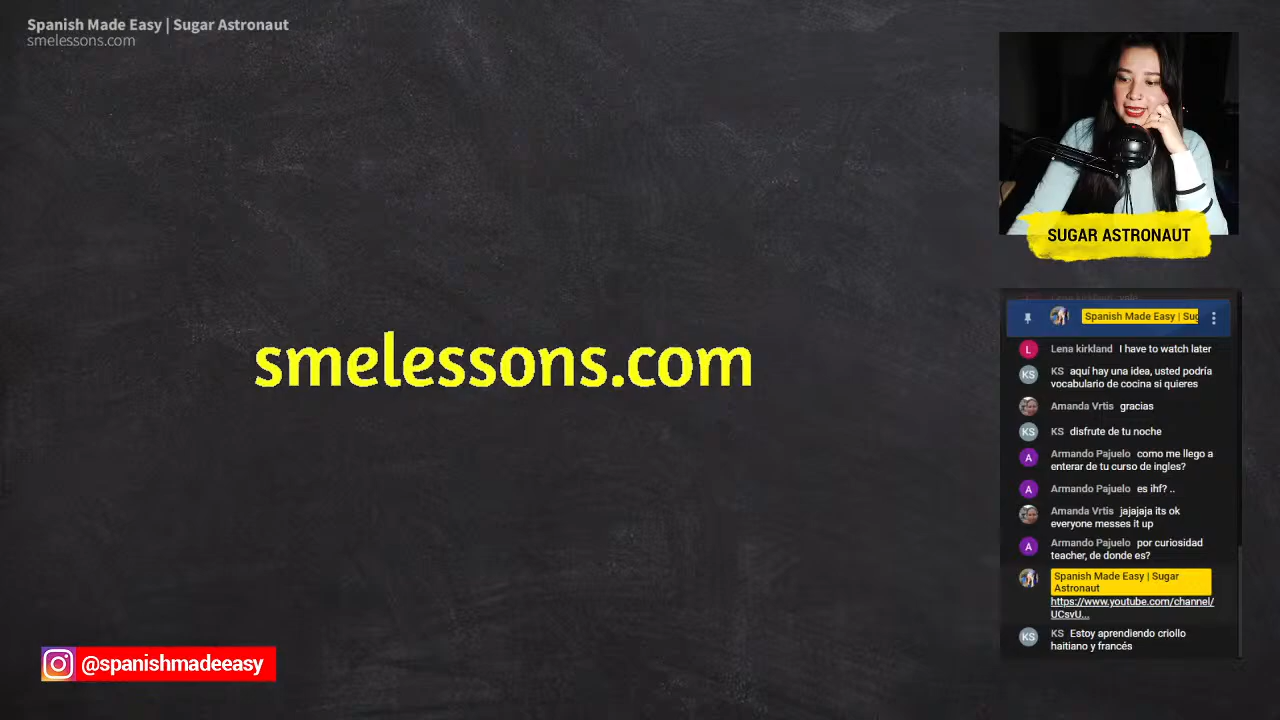 Spanish Made Easy | Sugar Astronaut
smelessons.com
smelessons.com
@spanishmadeeasy
SUGAR ASTRONAUT
Spanish Made Easy | Sug
L Lena kirkland I have to watch later
KS KS aquí hay una idea, usted podría
vocabulario de cocina si quieres
Amanda Vrtis gracias
KS KS disfrute de tu noche
A Armando Pajuelo como me llego a
enterar de tu curso de ingles?
A Armando Pajuelo es ihf? ..
Amanda Vrtis jajajaja its ok
everyone messes it up
A Armando Pajuelo por curiosidad
teacher, de donde es?
Spanish Made Easy | Sugar
Astronaut
https://www.youtube.com/channel/
UCsvU...
KS KS Estoy aprendiendo criollo
haitiano y francés